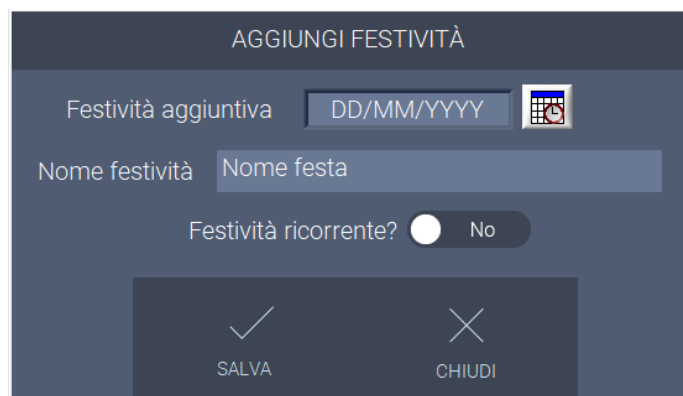 AGGIUNGI FESTIVITÀ
Festività aggiuntiva DD/MM/YYYY
Nome festività Nome festa
Festività ricorrente? No
SALVA CHIUDI